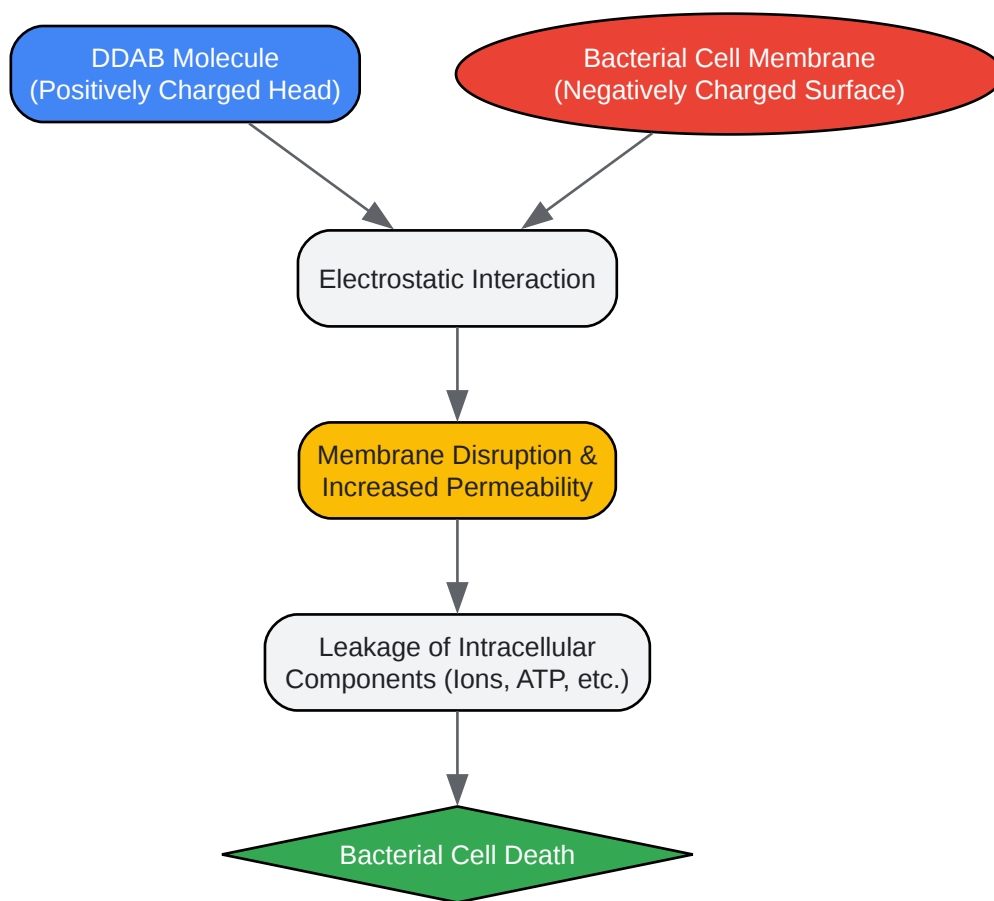 DDAB Molecule
(Positively Charged Head)
Bacterial Cell Membrane
(Negatively Charged Surface)
Electrostatic Interaction
Membrane Disruption &
Increased Permeability
Leakage of Intracellular
Components (Ions, ATP, etc.)
Bacterial Cell Death